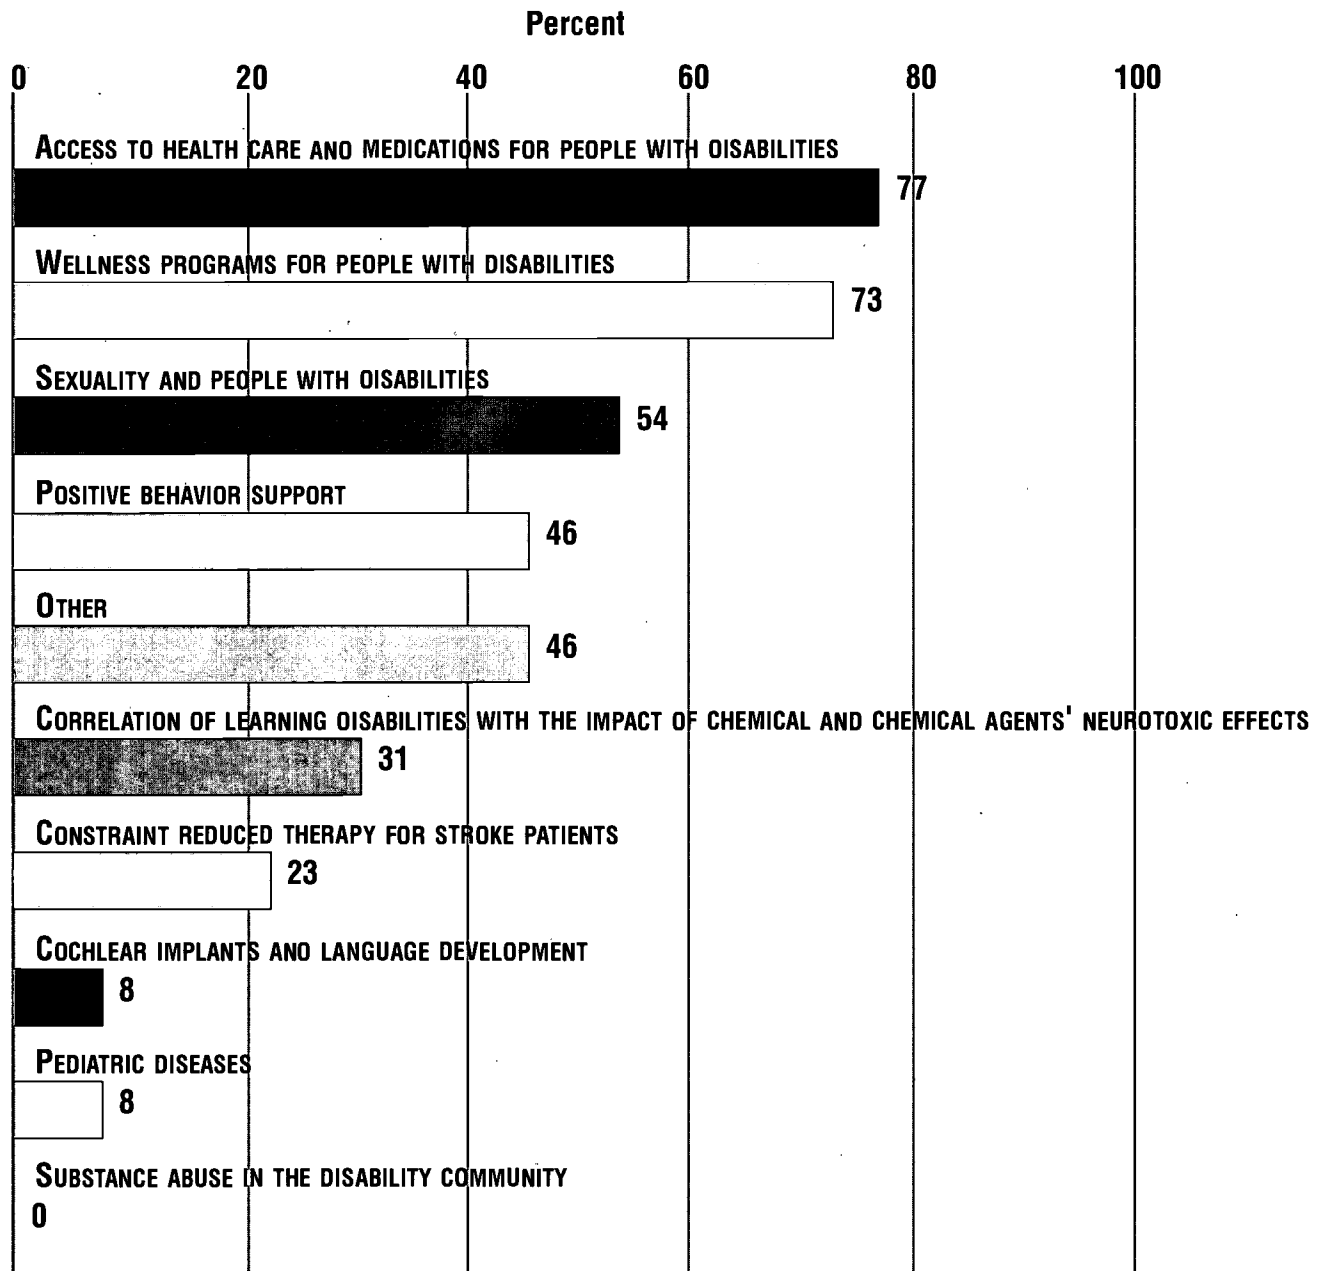 Percent
0 20 40 60 80 100
ACCESS TO HEALTH CARE ANO MEDICATIONS FOR PEOPLE WITH OISABILITIES
77
WELLNESS PROGRAMS FOR PEOPLE WITH DISABILITIES
73
SEXUALITY AND PEOPLE WITH OISABILITIES
54
POSITIVE BEHAVIOR SUPPORT
46
OTHER
46
CORRELATION OF LEARNING OISABILITIES WITH THE IMPACT OF CHEMICAL AND CHEMICAL AGENTS' NEUROTOXIC EFFECTS
31
CONSTRAINT REDUCED THERAPY FOR STROKE PATIENTS
23
COCHLEAR IMPLANTS ANO LANGUAGE DEVELOPMENT
8
PEDIATRIC DISEASES
8
SUBSTANCE ABUSE IN THE DISABILITY COMMUNITY
0